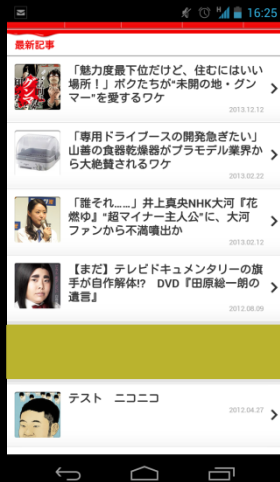 16:25
最新記事
「魅力度最下位だけど、住むにはいい
場所！」ボクたちが"未開の地・グン
マー"を愛するワケ
2013.12.12
「専用ドライブースの開発急ぎたい」
山善の食器乾燥器がプラモデル業界か
ら大絶賛されるワケ
2013.02.22
「誰それ……」井上真央NHK大河『花
燃ゆ』"超マイナー主人公"に、大河
ファンから不満噴出か
2013.02.12
【まだ】テレビドキュメンタリーの旗
手が自作解体!?　DVD『田原総一朗の
遺言』
2012.08.09
テスト　ニコニコ
2012.04.27